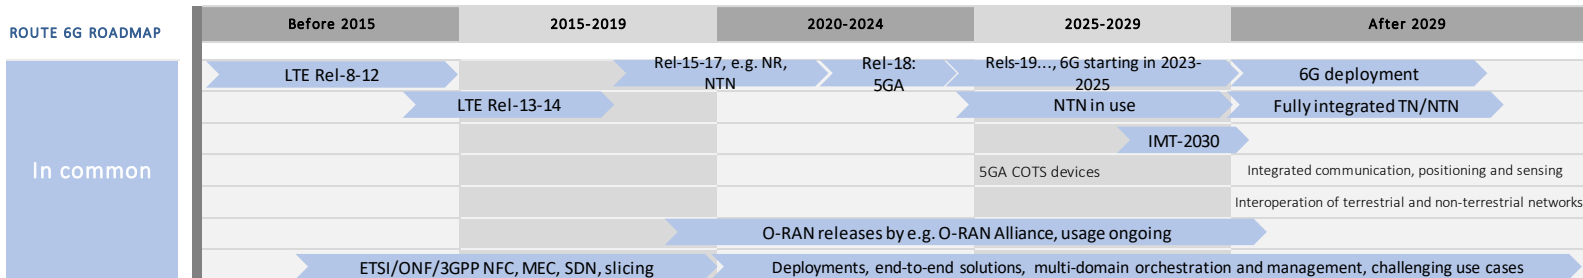 ROUTE 6G ROADMAP
Before 2015
2015-2019
2020-2024
2025-2029
After 2029
In common
LTE Rel-8-12
Rel-15-17, e.g. NR,
NTN
Rel-18:
5GA
Rels-19..., 6G starting in 2023-
2025
6G deployment
LTE Rel-13-14
NTN in use
Fully integrated TN/NTN
IMT-2030
5GA COTS devices
Integrated communication, positioning and sensing
Interoperation of terrestrial and non-terrestrial networks
O-RAN releases by e.g. O-RAN Alliance, usage ongoing
ETSI/ONF/3GPP NFC, MEC, SDN, slicing
Deployments, end-to-end solutions, multi-domain orchestration and management, challenging use cases